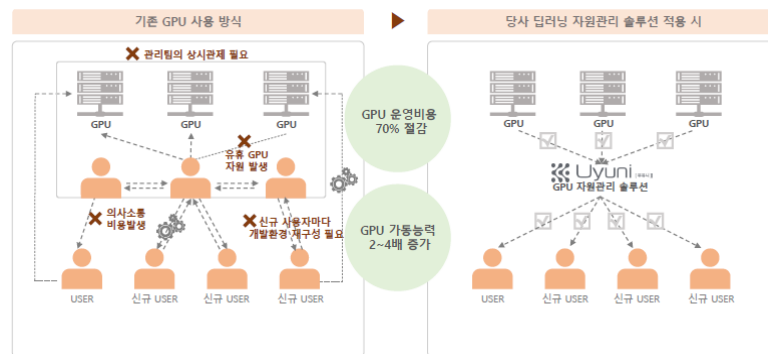 기존 GPU 사용 방식
당사 딥러닝 자원관리 솔루션 적용 시
관리팀의 상시관제 필요
GPU
GPU
GPU
유휴 GPU
자원 발생
의사소통
비용발생
신규 사용자마다
개발환경 재구성 필요
USER
신규 USER
신규 USER
신규 USER
GPU 운영비용
70% 절감
GPU 가동능력
2~4배 증가
GPU
GPU
GPU
Uyuni
GPU 자원관리 솔루션
USER
신규 USER
신규 USER
신규 USER